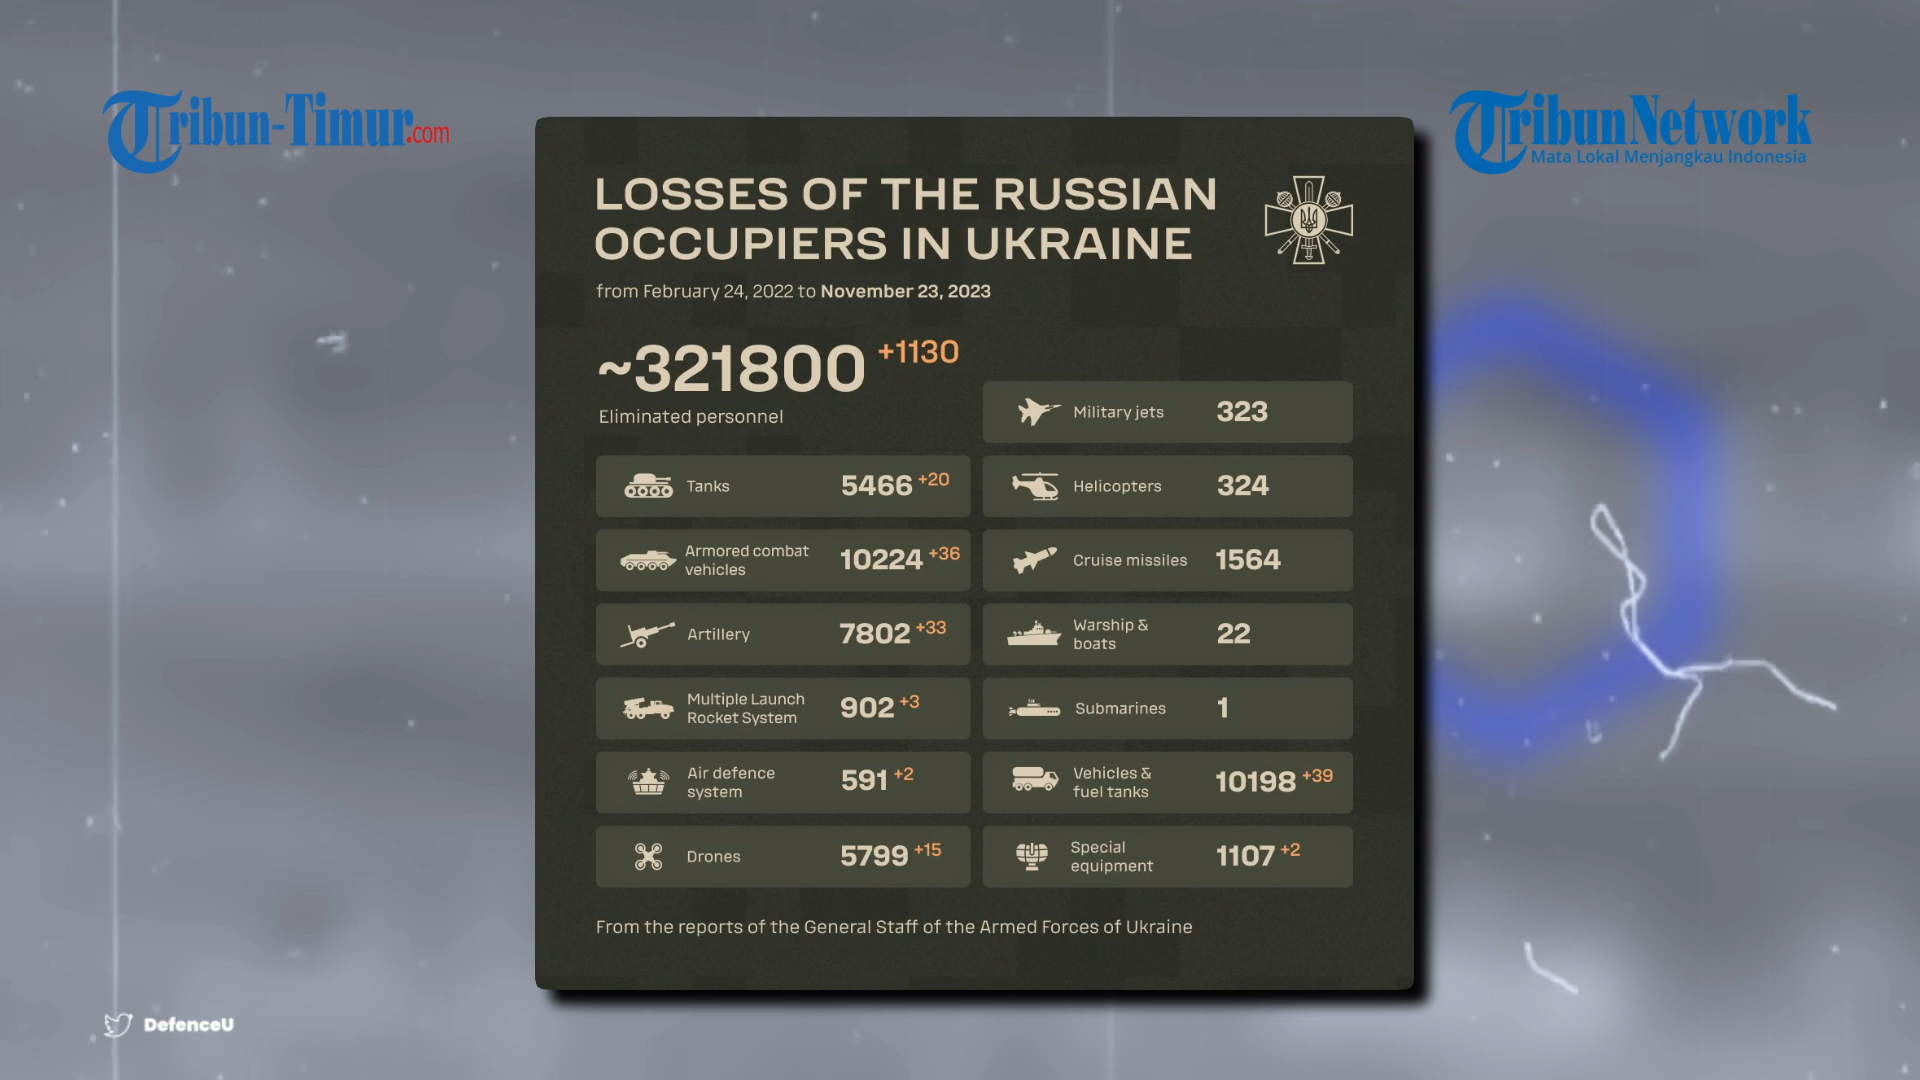 Tribun-Timur.com
TribunNetwork
Mata Lokal Menjangkau Indonesia
LOSSES OF THE RUSSIAN
OCCUPIERS IN UKRAINE
from February 24, 2022 to November 23, 2023
~321800 +1130
Eliminated personnel
Military jets 323
Tanks 5466 +20
Helicopters 324
Armored combat
vehicles 10224 +36
Cruise missiles 1564
Artillery 7802 +33
Warship &
boats 22
Multiple Launch
Rocket System 902 +3
Submarines 1
Air defence
system 591 +2
Vehicles &
fuel tanks 10198 +39
Drones 5799 +15
Special
equipment 1107 +2
From the reports of the General Staff of the Armed Forces of Ukraine
DefenceU